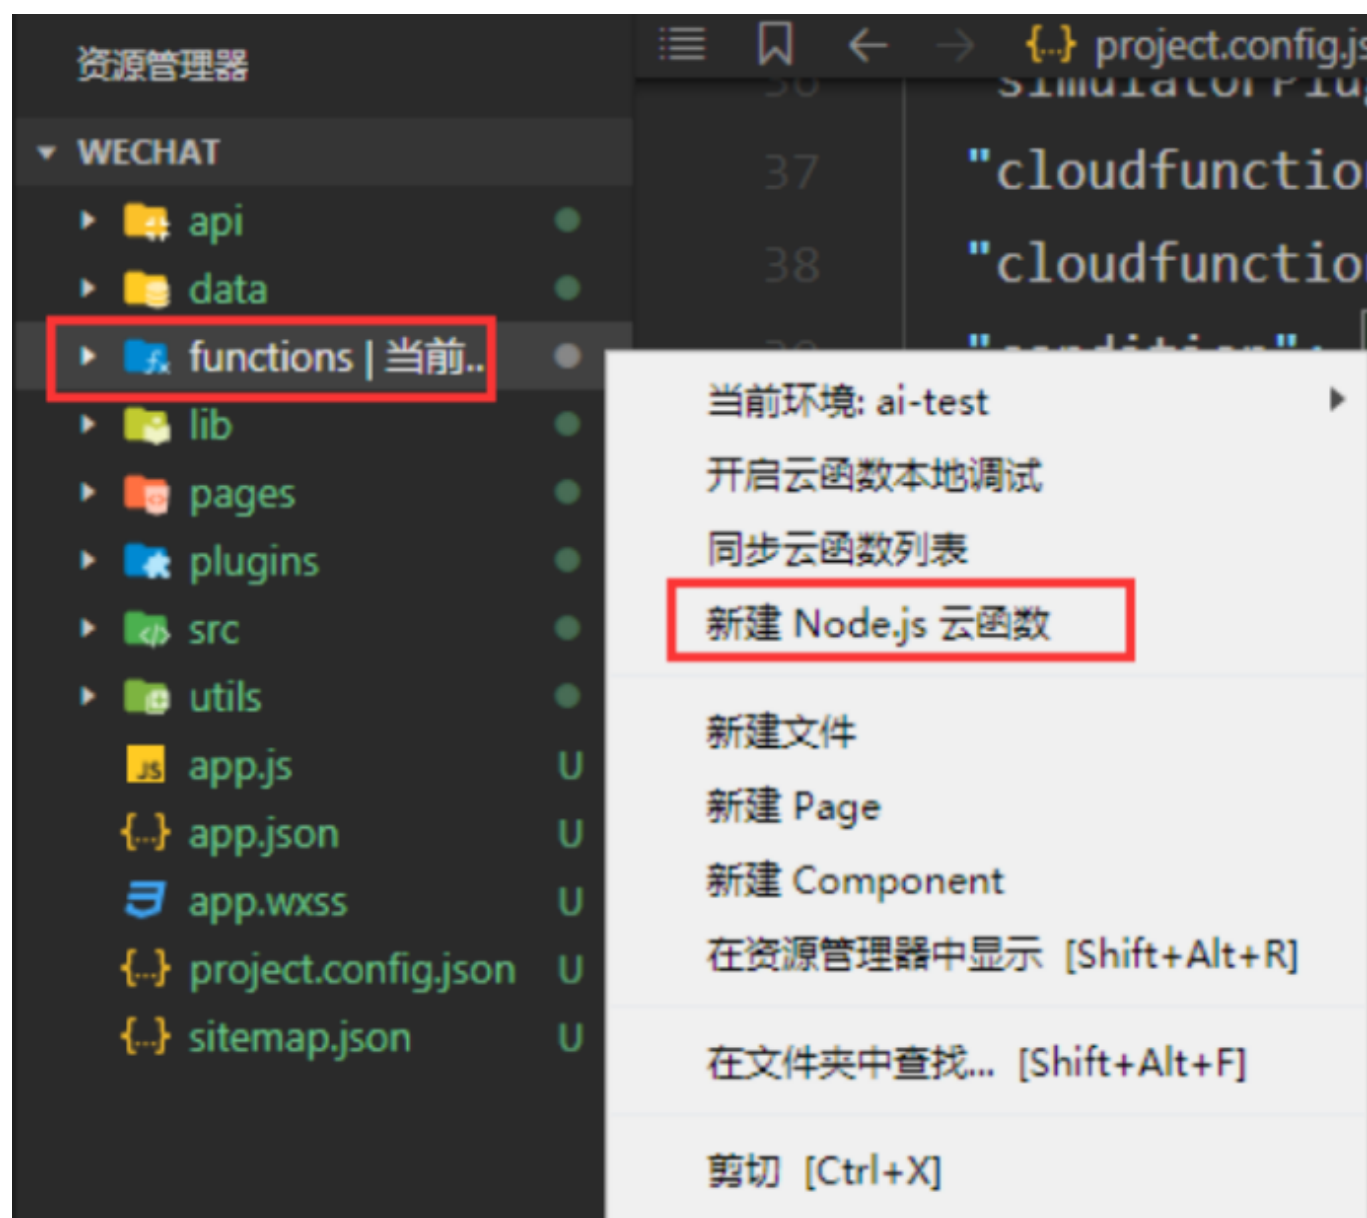 资源管理器
project.config.js
WECHAT
36 "simulatorPlug
api
37 "cloudfunctio
data
38 "cloudfunctio
functions | 当前..
39 "condition":
lib
pages
plugins
src
utils
app.js U
app.json U
app.wxss U
project.config.json U
sitemap.json U
当前环境: ai-test
开启云函数本地调试
同步云函数列表
新建 Node.js 云函数
新建文件
新建 Page
新建 Component
在资源管理器中显示 [Shift+Alt+R]
在文件夹中查找... [Shift+Alt+F]
剪切 [Ctrl+X]